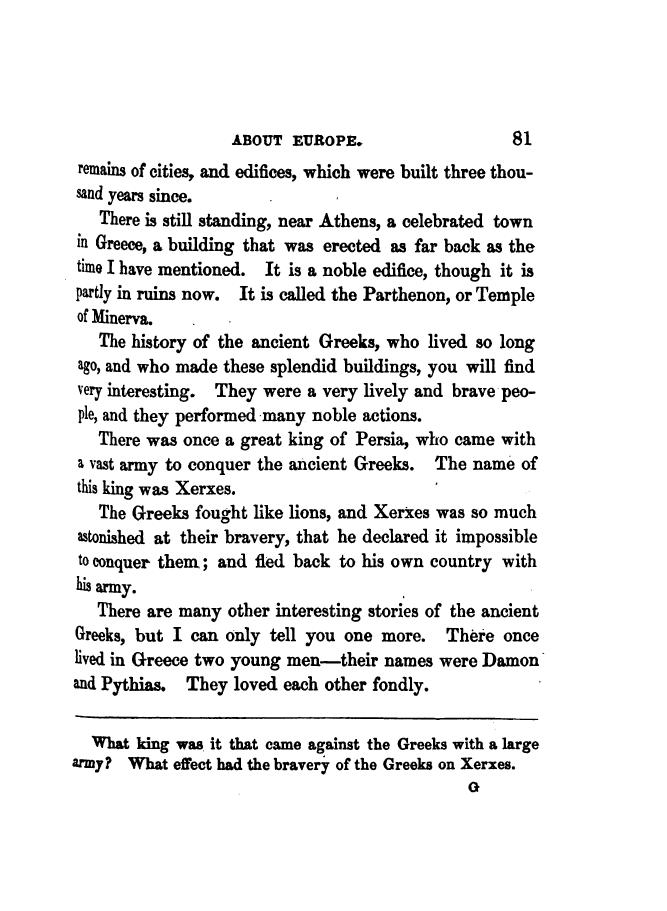 ABOUT EUROPE. 81
remains of cities, and edifices, which were built three thou-
sand years since.
There is still standing, near Athens, a celebrated town
in Greece, a building that was erected as far back as the
time I have mentioned. It is a noble edifice, though it is
partly in ruins now. It is called the Parthenon, or Temple
of Minerva.
The history of the ancient Greeks, who lived so long
ago, and who made these splendid buildings, you will find
very interesting. They were a very lively and brave peo-
ple, and they performed many noble actions.
There was once a great king of Persia, who came with
a vast army to conquer the ancient Greeks. The name of
this king was Xerxes.
The Greeks fought like lions, and Xerxes was so much
astonished at their bravery, that he declared it impossible
to conquer them; and fled back to his own country with
his army.
There are many other interesting stories of the ancient
Greeks, but I can only tell you one more. There once
lived in Greece two young men—their names were Damon
and Pythias. They loved each other fondly.
What king was it that came against the Greeks with a large
army? What effect had the bravery of the Greeks on Xerxes.
G